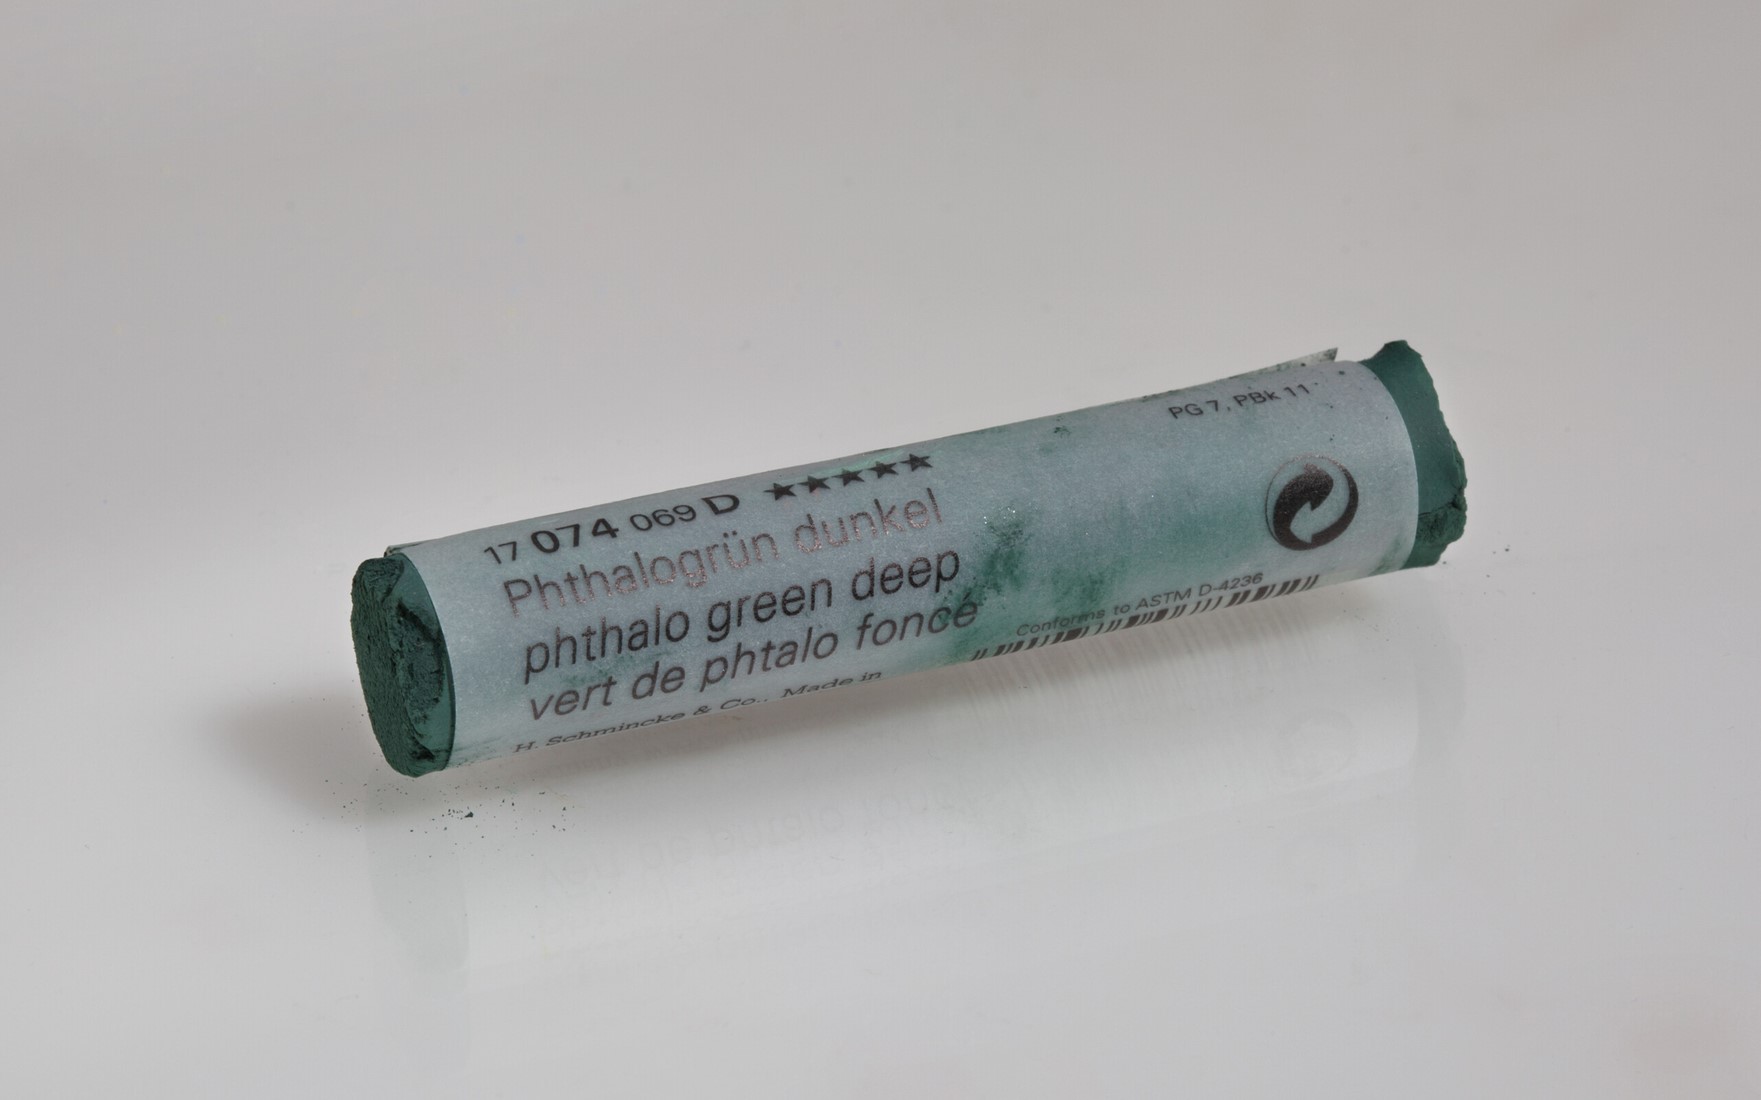 17 074 069 D ★★★★★
Phthalogrün dunkel
phthalo green deep
vert de phtalo foncé
H. Schmincke & Co., Made in
PG 7, PBk 11
Conforms to ASTM D-4236